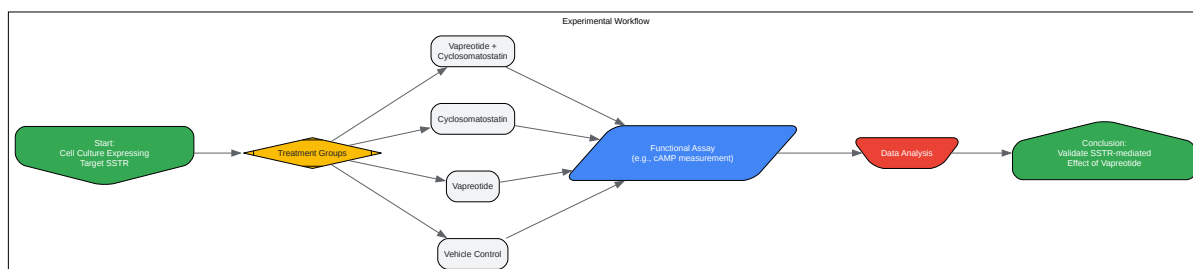 Experimental Workflow
Start:
Cell Culture Expressing
Target SSTR
Treatment Groups
Vapreotide +
Cyclosomatostatin
Cyclosomatostatin
Vapreotide
Vehicle Control
Functional Assay
(e.g., cAMP measurement)
Data Analysis
Conclusion:
Validate SSTR-mediated
Effect of Vapreotide